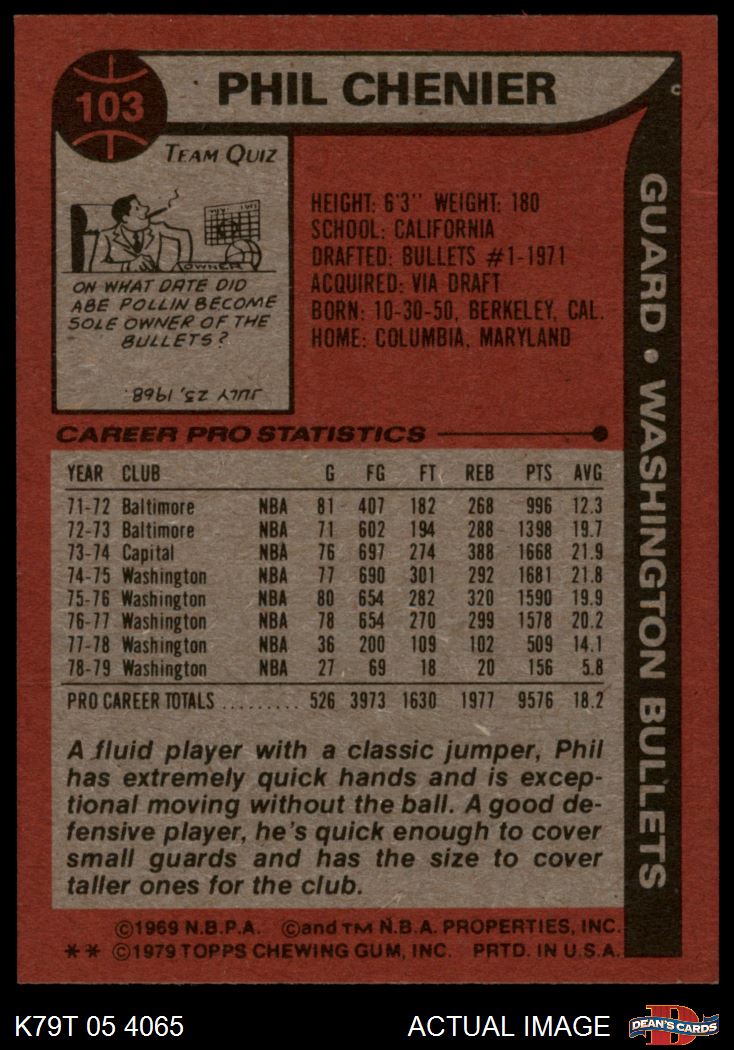 103
PHIL CHENIER
C
TEAM QUIZ
OWNER
ON WHAT DATE DID
ABE POLLIN BECOME
SOLE OWNER OF THE
BULLETS?
JULY 25, 1968
HEIGHT: 6'3" WEIGHT: 180
SCHOOL: CALIFORNIA
DRAFTED: BULLETS #1-1971
ACQUIRED: VIA DRAFT
BORN: 10-30-50, BERKELEY, CAL.
HOME: COLUMBIA, MARYLAND
GUARD • WASHINGTON BULLETS
CAREER PRO STATISTICS
YEAR CLUB G FG FT REB PTS AVG
71-72 Baltimore NBA 81 407 182 268 996 12.3
72-73 Baltimore NBA 71 602 194 288 1398 19.7
73-74 Capital NBA 76 697 274 388 1668 21.9
74-75 Washington NBA 77 690 301 292 1681 21.8
75-76 Washington NBA 80 654 282 320 1590 19.9
76-77 Washington NBA 78 654 270 299 1578 20.2
77-78 Washington NBA 36 200 109 102 509 14.1
78-79 Washington NBA 27 69 18 20 156 5.8
PRO CAREER TOTALS ......... 526 3973 1630 1977 9576 18.2
A fluid player with a classic jumper, Phil
has extremely quick hands and is excep-
tional moving without the ball. A good de-
fensive player, he's quick enough to cover
small guards and has the size to cover
taller ones for the club.
©1969 N.B.P.A. ©and TM N.B.A. PROPERTIES, INC.
** ©1979 TOPPS CHEWING GUM, INC. PRTD. IN U.S.A.
K79T 05 4065
ACTUAL IMAGE
DEAN'S CARDS